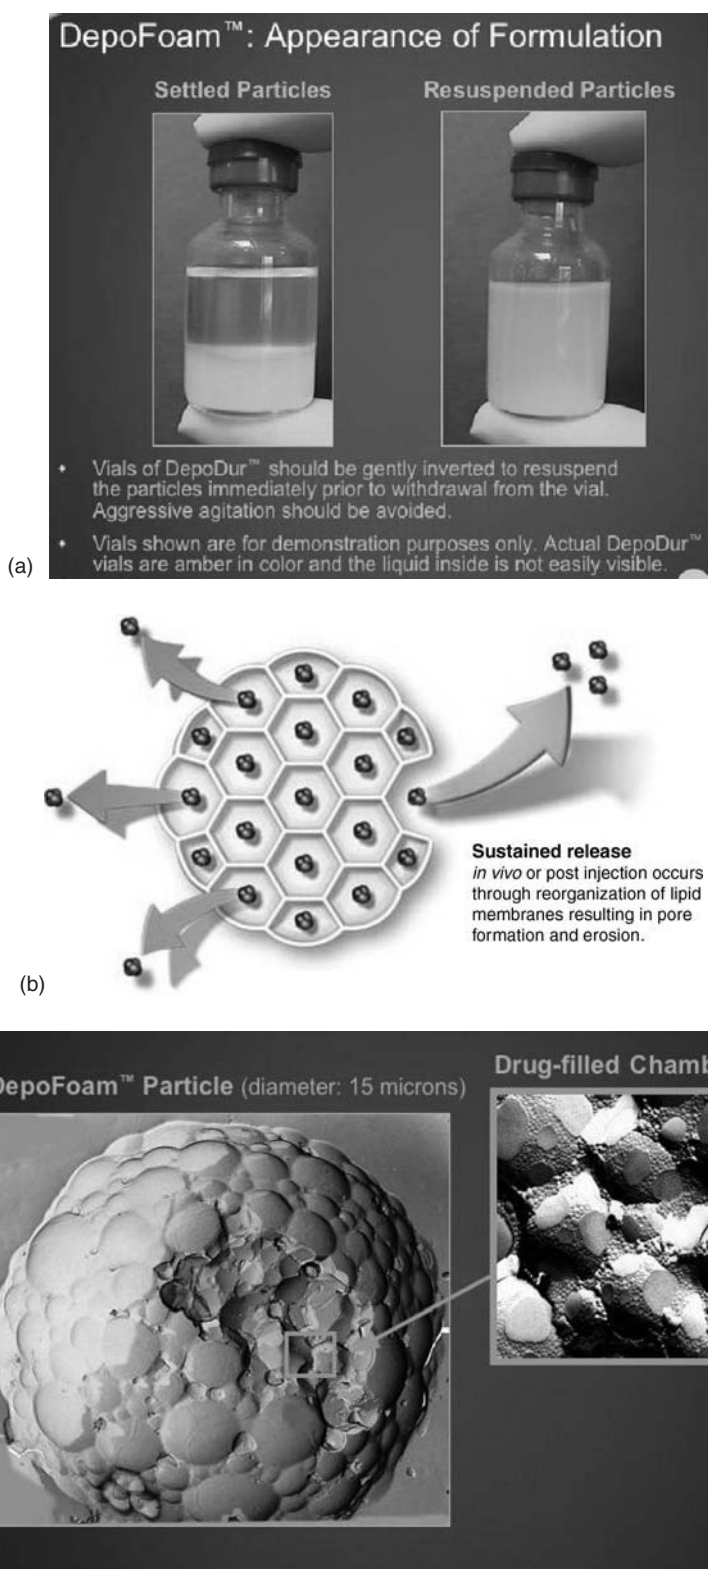 DepoFoam™: Appearance of Formulation
Settled Particles Resuspended Particles
• Vials of DepoDur™ should be gently inverted to resuspend
the particles immediately prior to withdrawal from the vial.
Aggressive agitation should be avoided.
• Vials shown are for demonstration purposes only. Actual DepoDur™
vials are amber in color and the liquid inside is not easily visible.
(a)
Sustained release
in vivo or post injection occurs
through reorganization of lipid
membranes resulting in pore
formation and erosion.
(b)
Drug-filled Chamb
DepoFoam™ Particle (diameter: 15 microns)